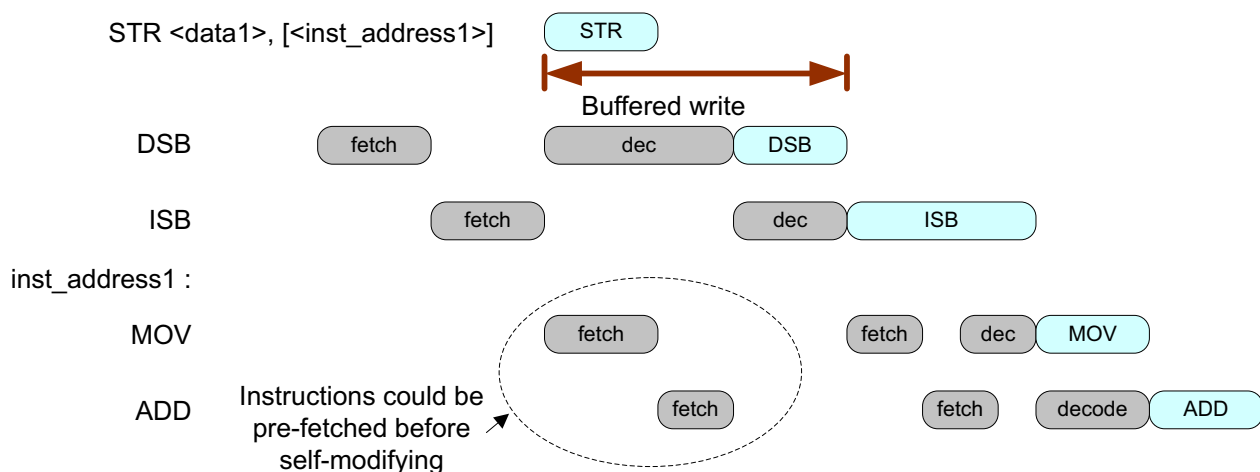 STR <data1>, [<inst_address1>]
STR
Buffered write
DSB
fetch
dec
DSB
ISB
fetch
dec
ISB
inst_address1 :
MOV
fetch
fetch
dec
MOV
ADD
fetch
fetch
decode
ADD
Instructions could be
pre-fetched before
self-modifying